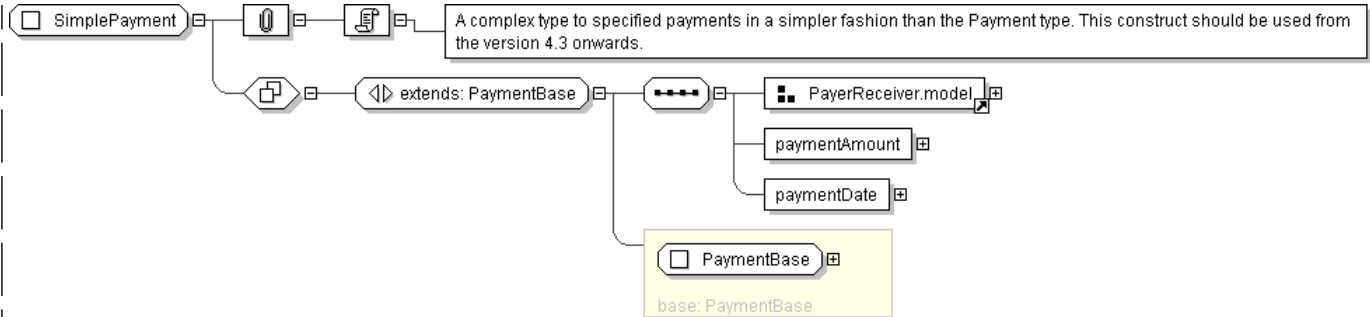 SimplePayment
A complex type to specified payments in a simpler fashion than the Payment type. This construct should be used from
the version 4.3 onwards.
extends: PaymentBase
PayerReceiver.model
paymentAmount
paymentDate
PaymentBase
base: PaymentBase